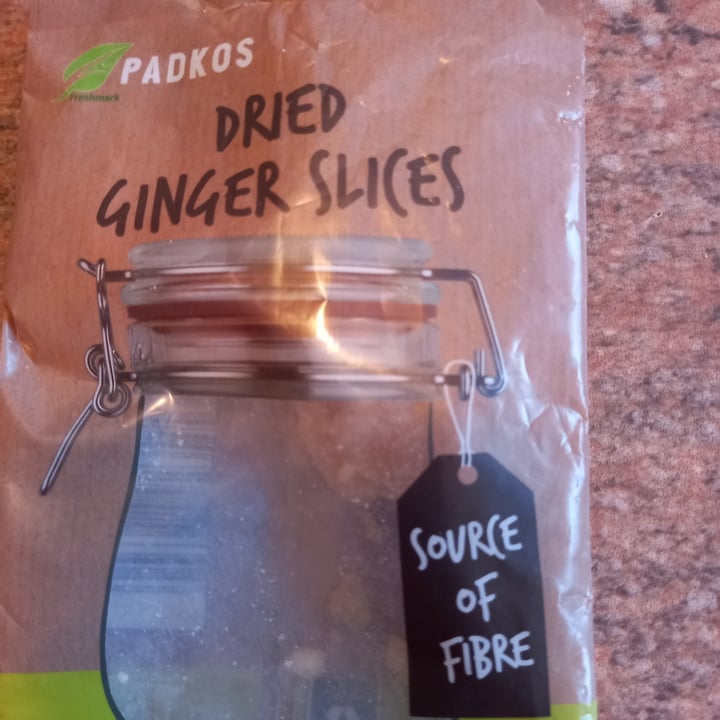 PADKOS
Freshmark
DRIED
GINGER SLICES
SOURCE
OF
FIBRE